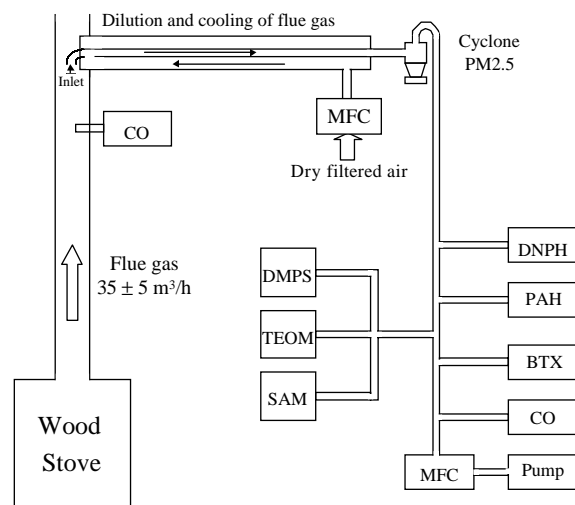 Dilution and cooling of flue gas
Cyclone
PM2.5
Inlet
CO
MFC
Dry filtered air
Flue gas
35 ± 5 m³/h
DMPS
TEOM
SAM
DNPH
PAH
BTX
CO
MFC
Pump
Wood
Stove